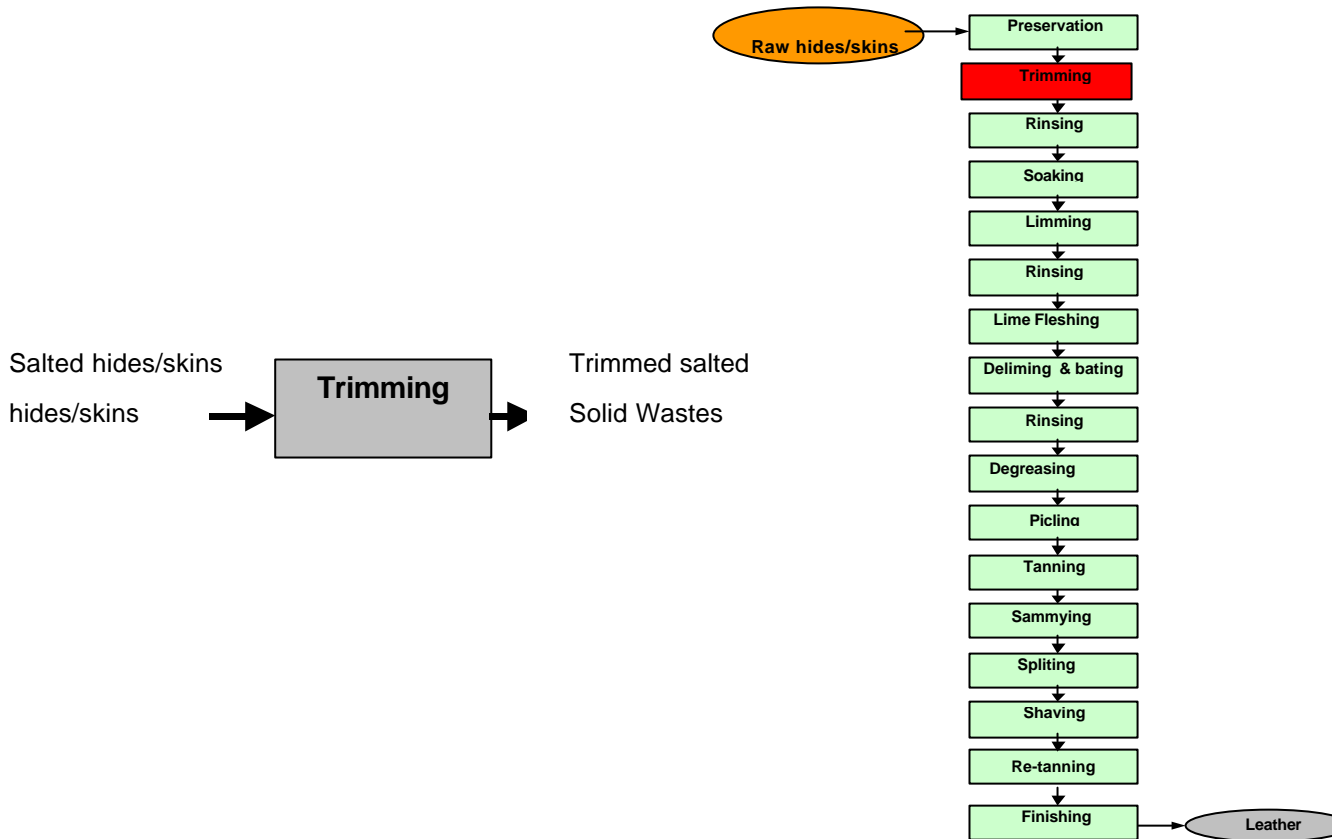 Raw hides/skins
Preservation
Trimming
Rinsing
Soaking
Limming
Rinsing
Lime Fleshing
Deliming & bating
Rinsing
Degreasing
Picling
Tanning
Sammying
Spliting
Shaving
Re-tanning
Finishing
Leather
Salted hides/skins
hides/skins
Trimming
Trimmed salted
Solid Wastes